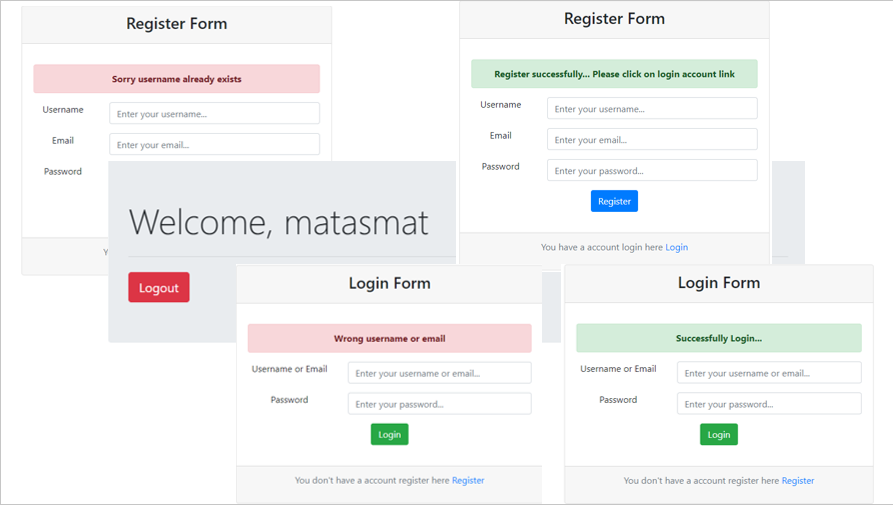 Register Form
Sorry username already exists
Username
Enter your username...
Email
Enter your email...
Password
Y
Register Form
Register successfully... Please click on login account link
Username
Enter your username...
Email
Enter your email...
Password
Enter your password...
Register
You have a account login here Login
Welcome, matasmat
Logout
Login Form
Wrong username or email
Username or Email
Enter your username or email...
Password
Enter your password...
Login
You don't have a account register here Register
Login Form
Successfully Login...
Username or Email
Enter your username or email...
Password
Enter your password...
Login
You don't have a account register here Register